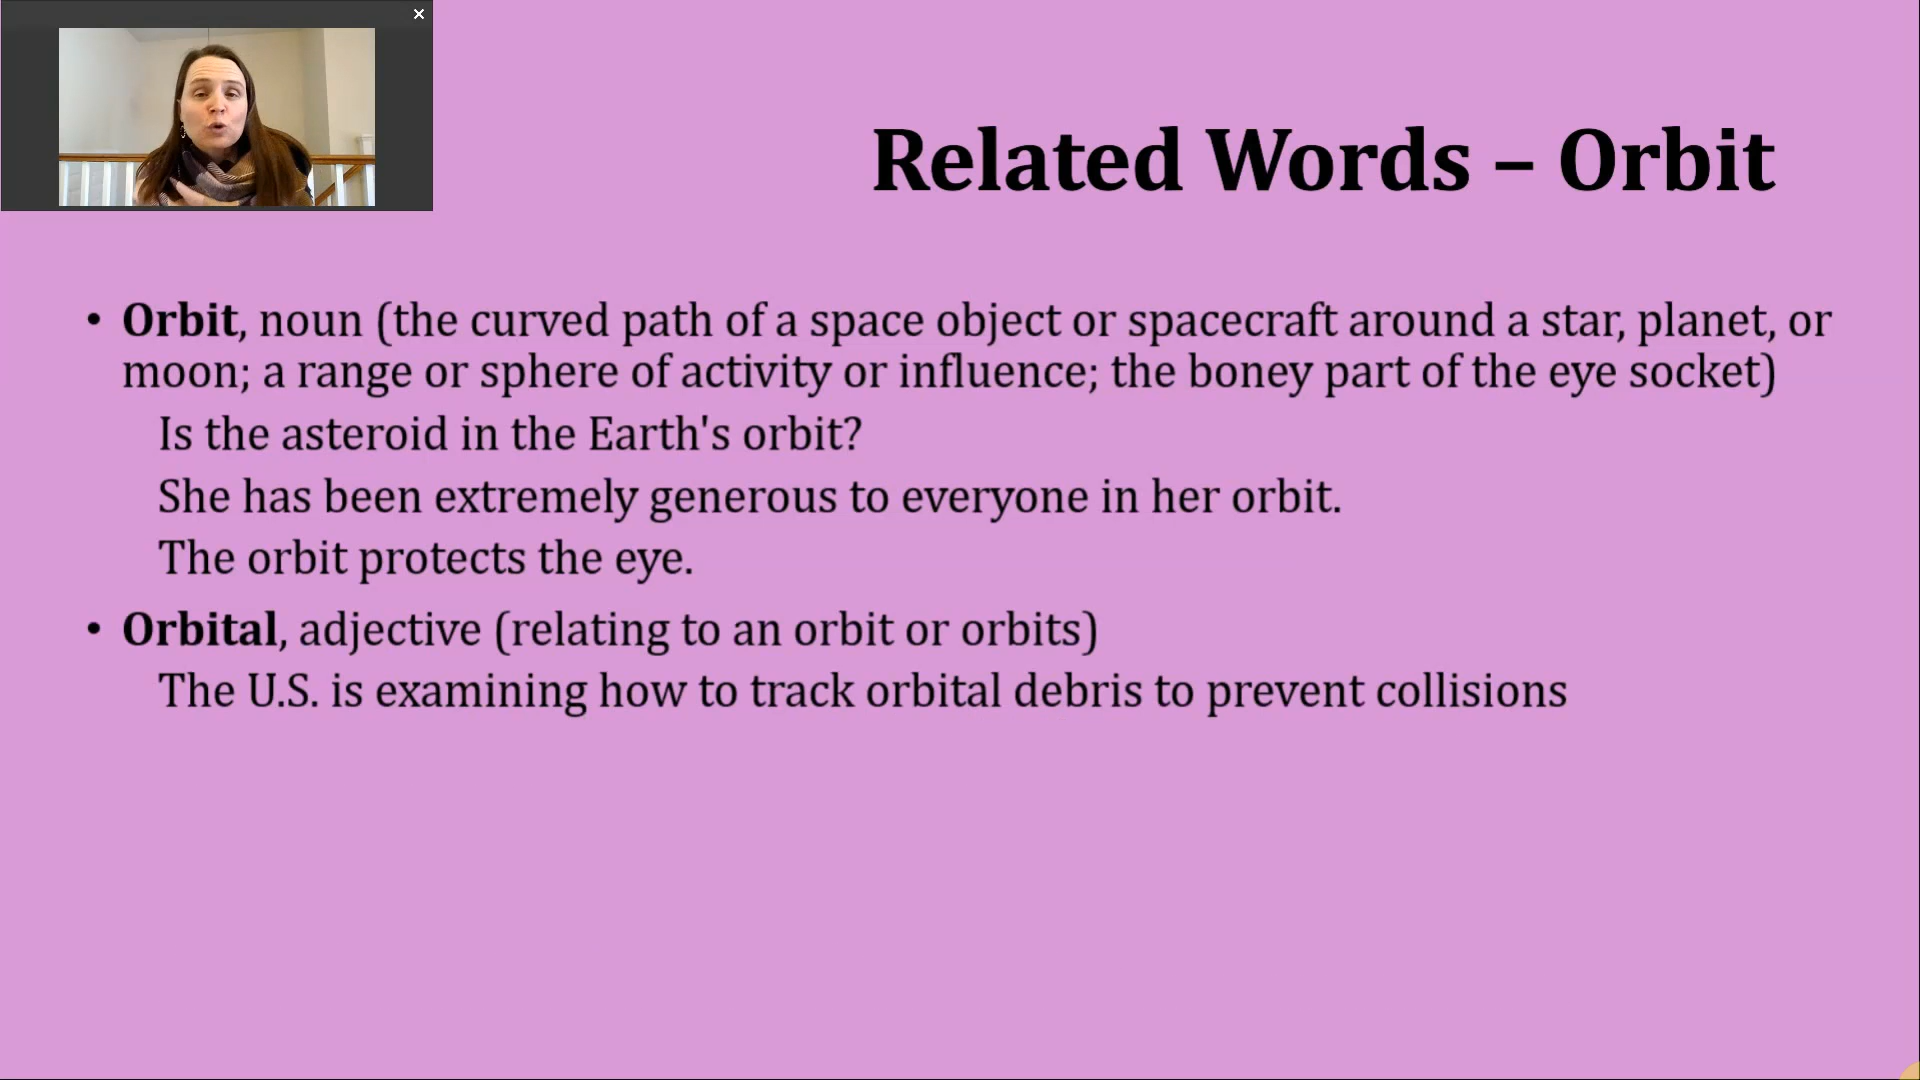 Related Words – Orbit
• Orbit, noun (the curved path of a space object or spacecraft around a star, planet, or
moon; a range or sphere of activity or influence; the boney part of the eye socket)
Is the asteroid in the Earth's orbit?
She has been extremely generous to everyone in her orbit.
The orbit protects the eye.
• Orbital, adjective (relating to an orbit or orbits)
The U.S. is examining how to track orbital debris to prevent collisions